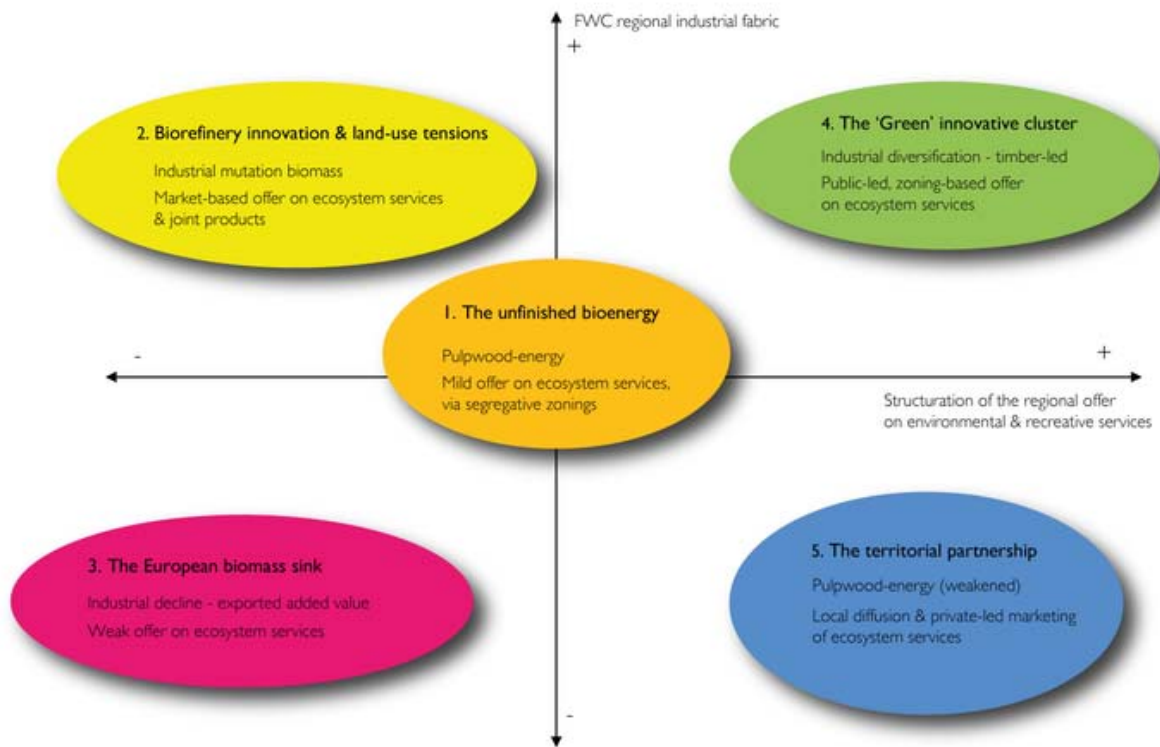 FWC regional industrial fabric
+
2. Biorefinery innovation & land-use tensions
Industrial mutation biomass
Market-based offer on ecosystem services
& joint products
4. The 'Green' innovative cluster
Industrial diversification - timber-led
Public-led, zoning-based offer
on ecosystem services
1. The unfinished bioenergy
Pulpwood-energy
Mild offer on ecosystem services,
via segregative zonings
-
+
Structuration of the regional offer
on environmental & recreative services
3. The European biomass sink
Industrial decline - exported added value
Weak offer on ecosystem services
5. The territorial partnership
Pulpwood-energy (weakened)
Local diffusion & private-led marketing
of ecosystem services
-